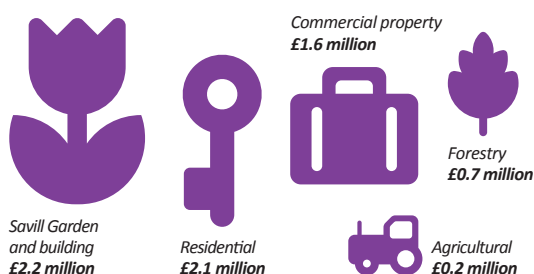 Commercial property
£1.6 million
Forestry
£0.7 million
Savill Garden
and building
£2.2 million
Residential
£2.1 million
Agricultural
£0.2 million